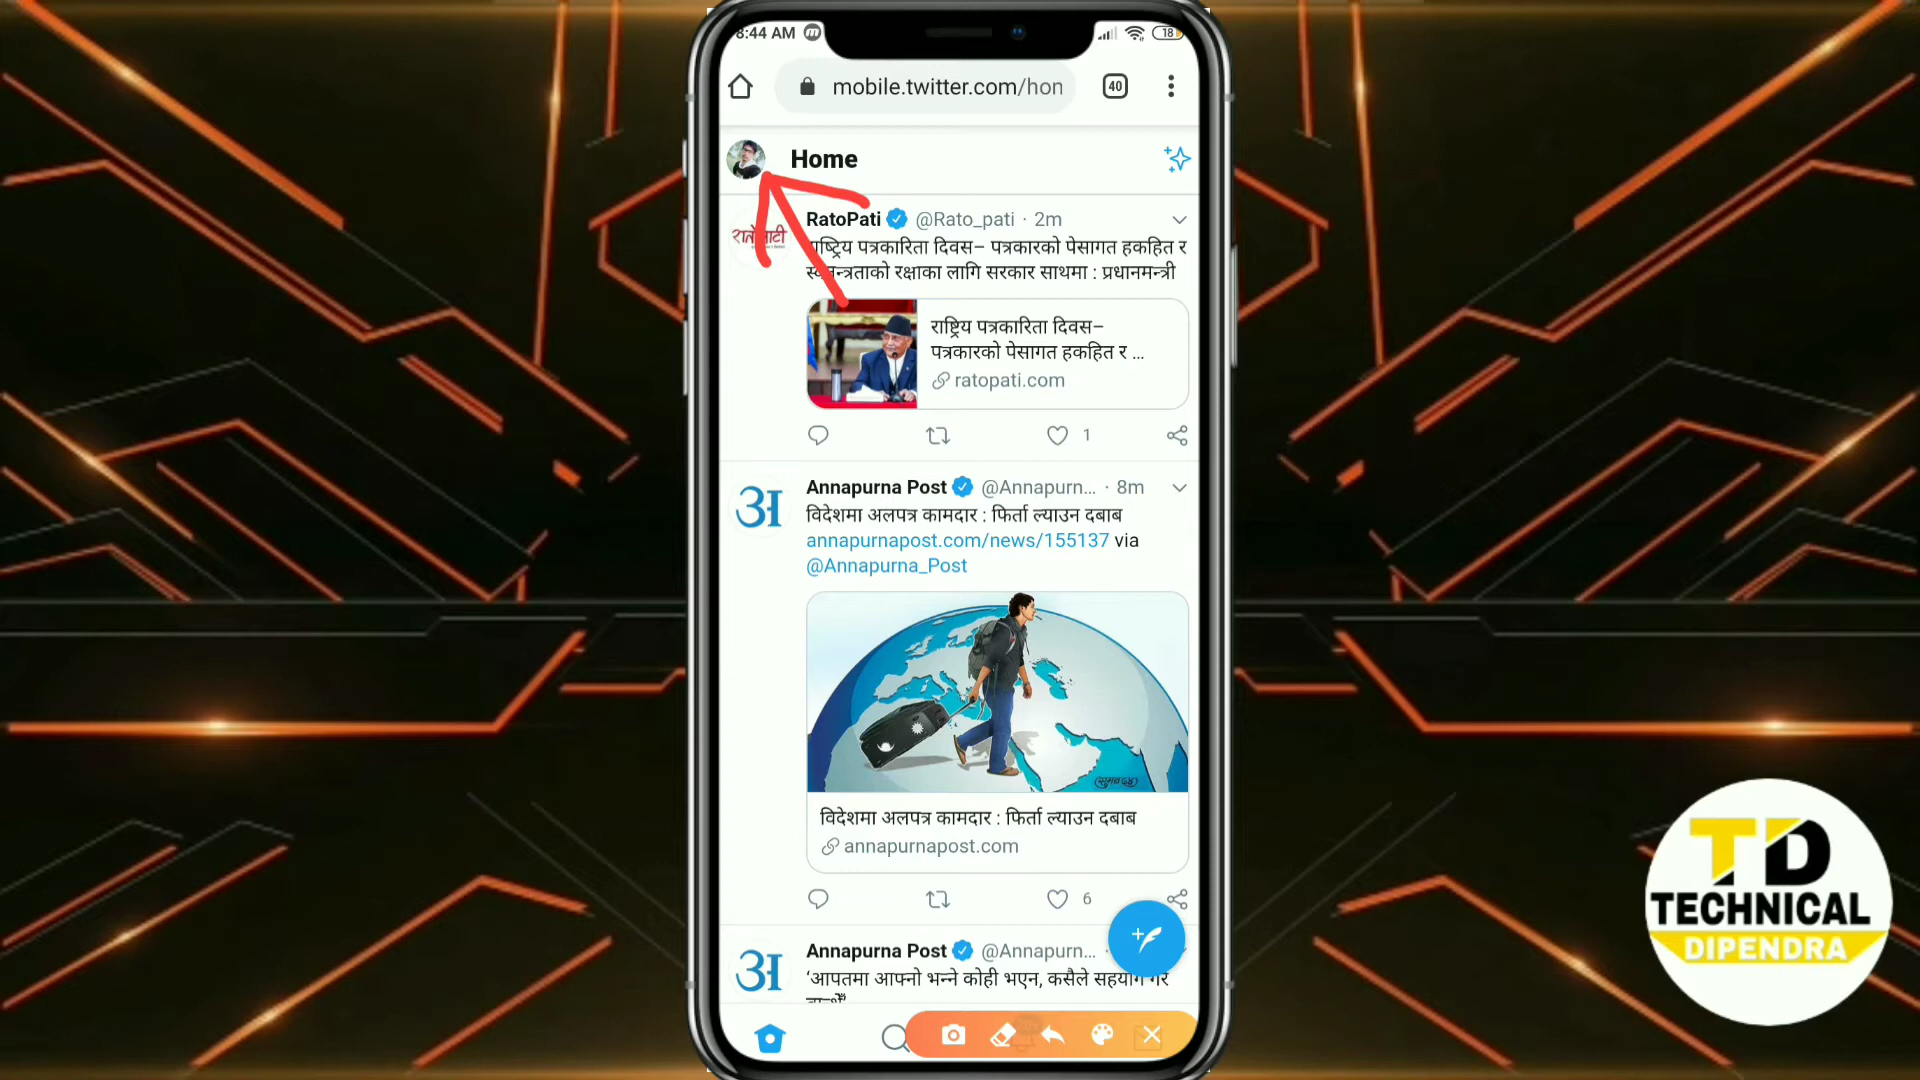 8:44 AM
18
mobile.twitter.com/hon
40
Home
RatoPati @Rato_pati · 2m
राष्ट्रिय पत्रकारिता दिवस– पत्रकारको पेसागत हकहित र
स्वतन्त्रताको रक्षाका लागि सरकार साथमा : प्रधानमन्त्री
राष्ट्रिय पत्रकारिता दिवस–
पत्रकारको पेसागत हकहित र ...
ratopati.com
1
Annapurna Post @Annapurn... · 8m
अ
विदेशमा अलपत्र कामदार : फिर्ता ल्याउन दबाब
annapurnapost.com/news/155137 via
@Annapurna_Post
विदेशमा अलपत्र कामदार : फिर्ता ल्याउन दबाब
annapurnapost.com
6
Annapurna Post @Annapurn... ·
अ
‘आपतमा आफ्नो भन्ने कोही भएन, कसैले सहयोग गरे
TD
TECHNICAL
DIPENDRA